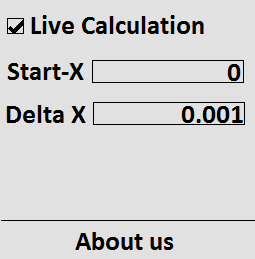 Live Calculation
Start-X 0
Delta X 0.001
About us